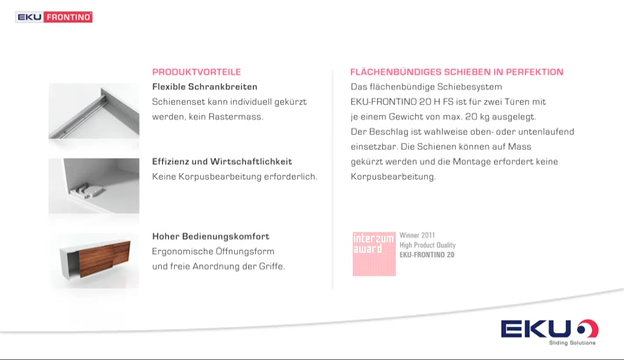 EKU FRONTINO
PRODUKTVORTEILE
Flexible Schrankbreiten
Schienenset kann individuell gekürzt
werden, kein Rastermass.
Effizienz und Wirtschaftlichkeit
Keine Korpusbearbeitung erforderlich.
Hoher Bedienungskomfort
Ergonomische Öffnungsform
und freie Anordnung der Griffe.
FLÄCHENBÜNDIGES SCHIEBEN IN PERFEKTION
Das flächenbündige Schiebesystem
EKU-FRONTINO 20 H FS ist für zwei Türen mit
je einem Gewicht von max. 20 kg ausgelegt.
Der Beschlag ist wahlweise oben- oder untenlaufend
einsetzbar. Die Schienen können auf Mass
gekürzt werden und die Montage erfordert keine
Korpusbearbeitung.
interzum
award
Winner 2011
High Product Quality
EKU-FRONTINO 20
EKU
Sliding Solutions